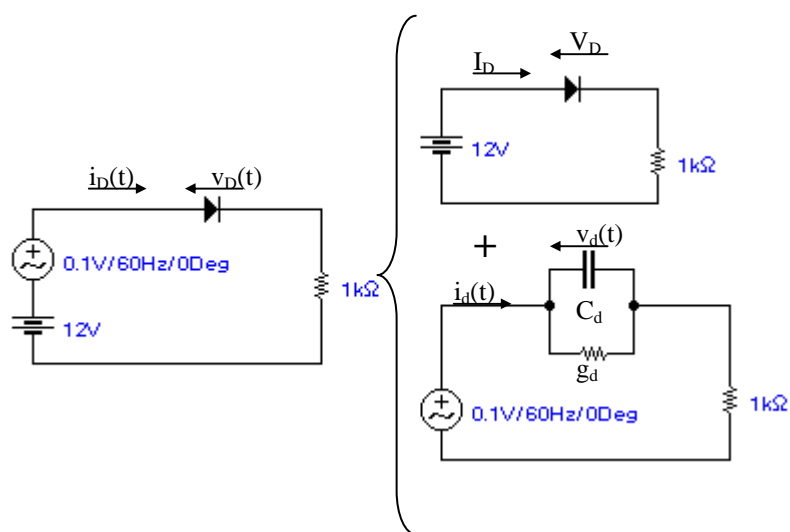 i_D(t) v_D(t)
0.1V/60Hz/0Deg
1kΩ
12V
I_D V_D
12V
1kΩ
+
v_d(t)
i_d(t)
C_d
g_d
0.1V/60Hz/0Deg
1kΩ